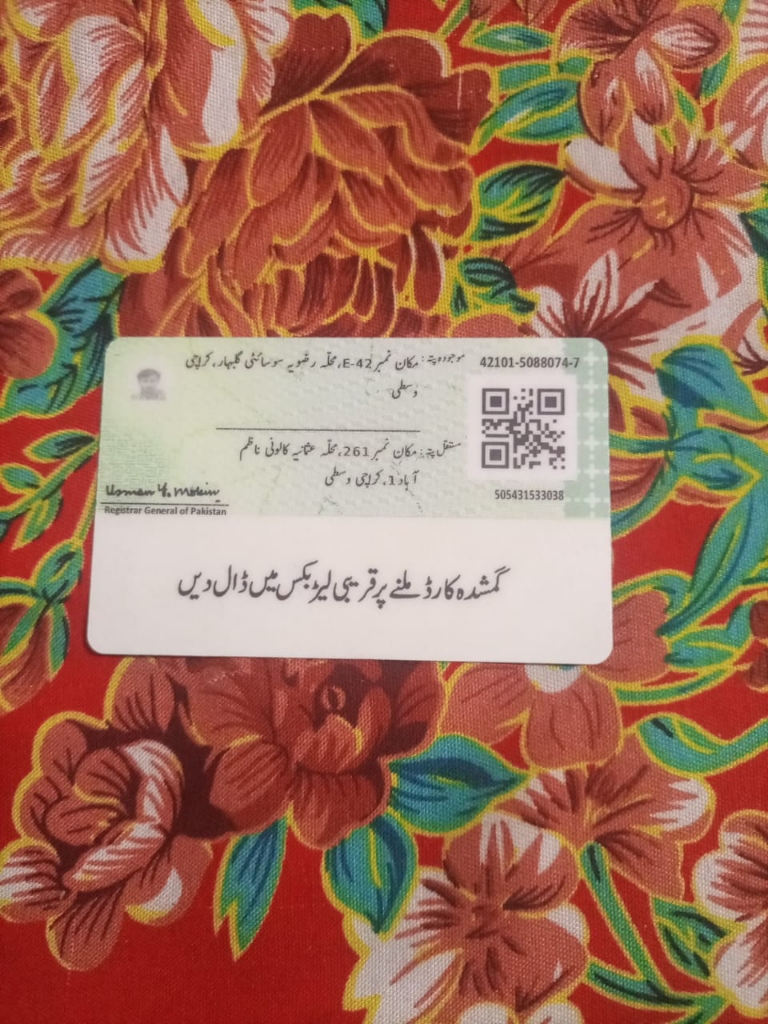 42101-5088074-7
موجودہ پتہ: مکان نمبر E-42، محلہ رضویہ سوسائٹی گلبہار، کراچی
وسطی
مستقل پتہ: مکان نمبر 261، محلہ عثمانیہ کالونی ناظم
آباد 1، کراچی وسطی
505431533038
Usman Y. Mobin
Registrar General of Pakistan
گمشدہ کارڈ ملنے پر قریبی لیٹر بکس میں ڈال دیں